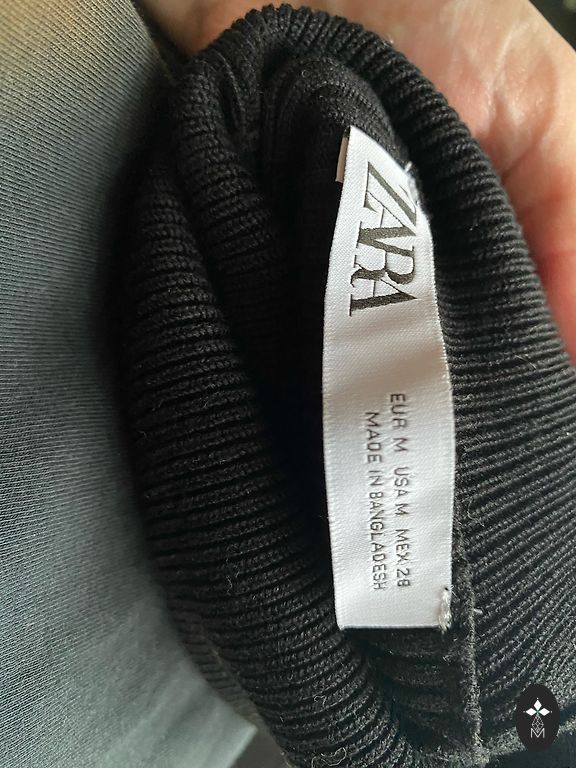 ZARA
EUR M USA M MEX 28
MADE IN BANGLADESH
M